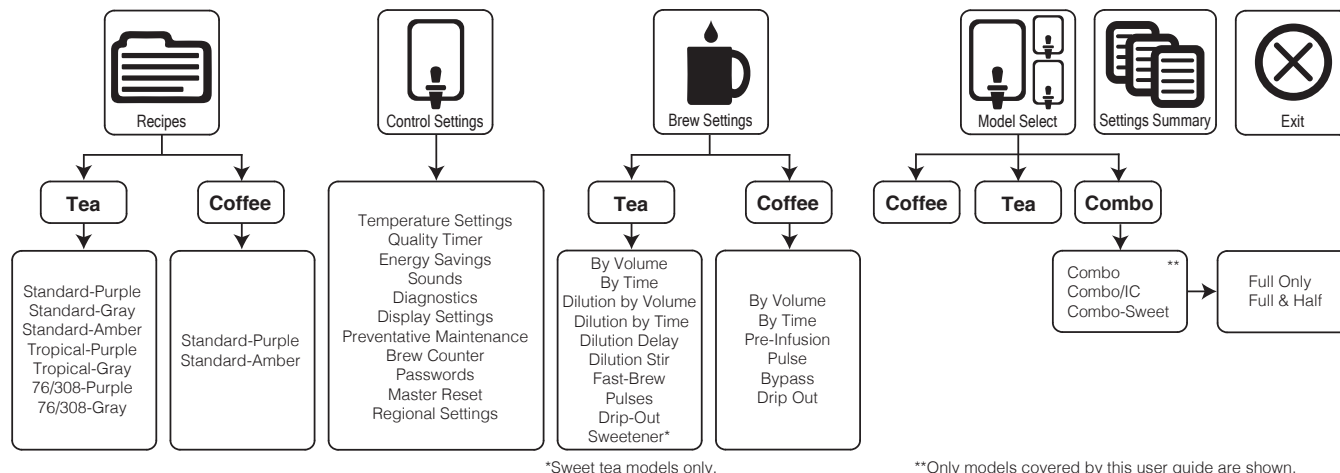 Recipes
Control Settings
Brew Settings
Model Select
Settings Summary
Exit
Tea
Coffee
Tea
Coffee
Coffee
Tea
Combo
Standard-Purple
Standard-Gray
Standard-Amber
Tropical-Purple
Tropical-Gray
76/308-Purple
76/308-Gray
Standard-Purple
Standard-Amber
Temperature Settings
Quality Timer
Energy Savings
Sounds
Diagnostics
Display Settings
Preventative Maintenance
Brew Counter
Passwords
Master Reset
Regional Settings
By Volume
By Time
Dilution by Volume
Dilution by Time
Dilution Delay
Dilution Stir
Fast-Brew
Pulses
Drip-Out
Sweetener*
By Volume
By Time
Pre-Infusion
Pulse
Bypass
Drip Out
Combo **
Combo/IC
Combo-Sweet
Full Only
Full & Half
*Sweet tea models only.
**Only models covered by this user guide are shown.